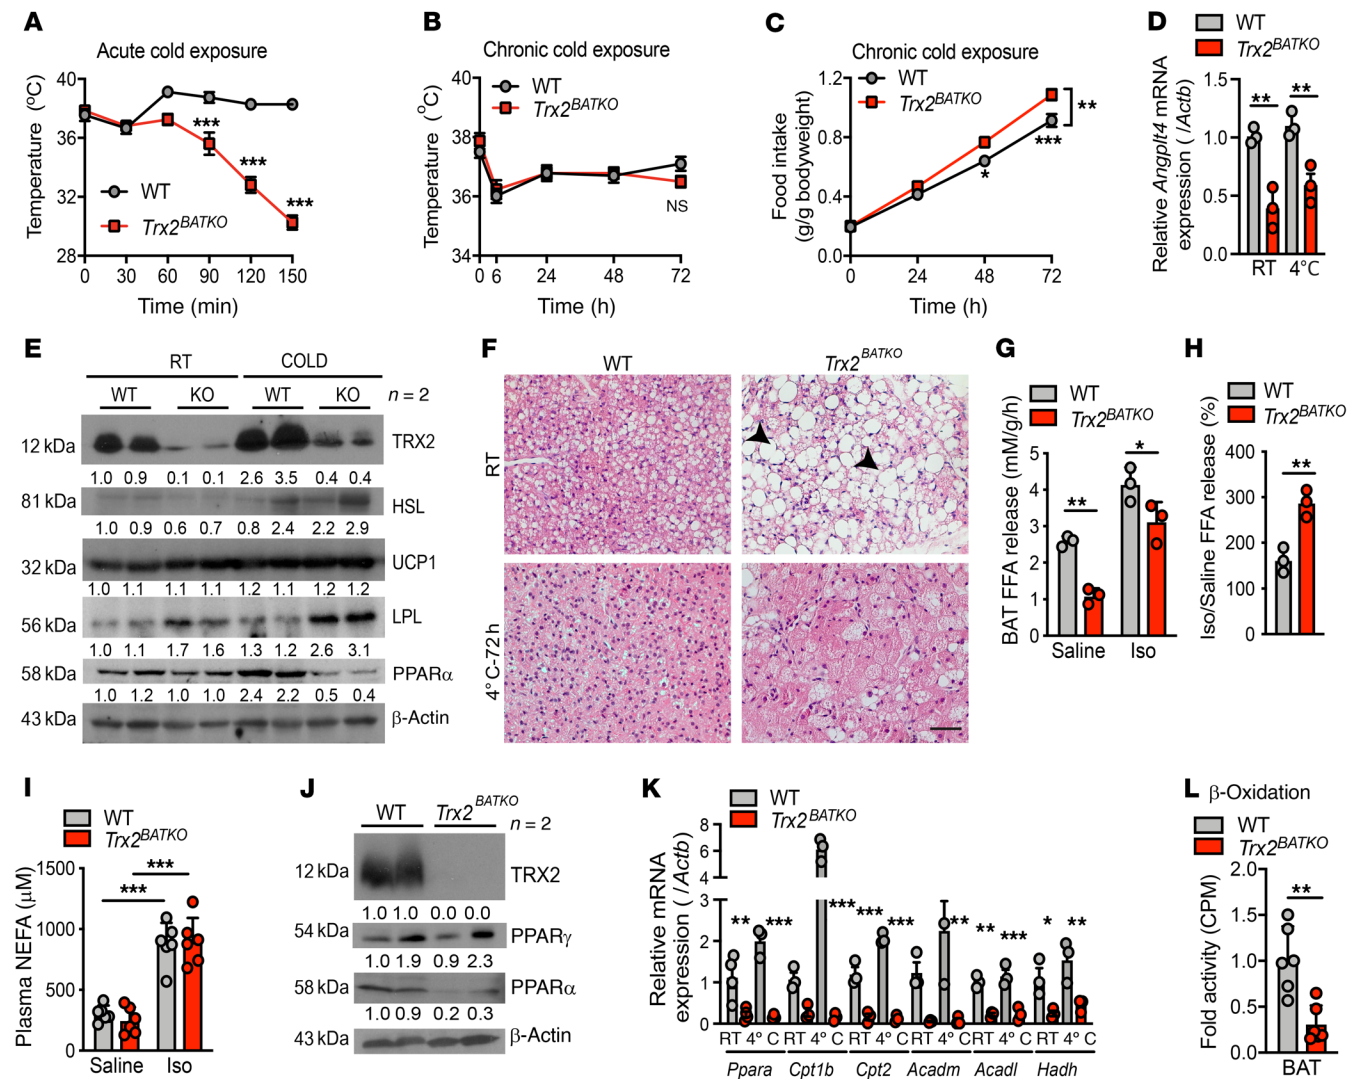 A
Acute cold exposure
Temperature (ºC)
40
36
32
28
WT
Trx2BATKO
***
***
***
0 30 60 90 120 150
Time (min)
B
Chronic cold exposure
Temperature (ºC)
40
38
36
34
WT
Trx2BATKO
NS
0 6 24 48 72
Time (h)
C
Chronic cold exposure
Food intake
(g/g bodyweight)
1.2
0.8
0.4
0.0
WT
Trx2BATKO
**
***
*
0 24 48 72
Time (h)
D
WT
Trx2BATKO
Relative Angplt4 mRNA
expression ( /Actb)
1.5
1.0
0.5
0.0
** **
RT 4°C
E
RT COLD
WT KO WT KO n = 2
12 kDa TRX2
1.0 0.9 0.1 0.1 2.6 3.5 0.4 0.4
81 kDa HSL
1.0 0.9 0.6 0.7 0.8 2.4 2.2 2.9
32 kDa UCP1
1.0 1.1 1.1 1.1 1.2 1.1 1.2 1.2
56 kDa LPL
1.0 1.1 1.7 1.6 1.3 1.2 2.6 3.1
58 kDa PPARα
1.0 1.2 1.0 1.0 2.4 2.2 0.5 0.4
43 kDa β-Actin
F
WT Trx2BATKO
RT
4°C-72h
G
WT
Trx2BATKO
BAT FFA release (mM/g/h)
5
4
3
2
1
0
** *
Saline Iso
H
WT
Trx2BATKO
Iso/Saline FFA release (%)
400
300
200
100
0
**
I
WT
Trx2BATKO
Plasma NEFA (µM)
1500
1000
500
0
***
***
Saline Iso
J
WT Trx2BATKO
n = 2
12 kDa TRX2
1.0 1.0 0.0 0.0
54 kDa PPARγ
1.0 1.9 0.9 2.3
58 kDa PPARα
1.0 0.9 0.2 0.3
43 kDa β-Actin
K
WT
Trx2BATKO
Relative mRNA
expression ( /Actb)
8
6
4
3
2
1
0
** *** *** *** *** ** ** *** * **
RT 4º C RT 4º C RT 4º C RT 4º C RT 4º C RT 4º C
Ppara Cpt1b Cpt2 Acadm Acadl Hadh
L
β-Oxidation
WT
Trx2BATKO
Fold activity (CPM)
2.0
1.5
1.0
0.5
0.0
**
BAT